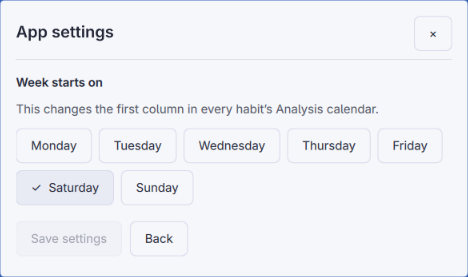 App settings
×
Week starts on
This changes the first column in every habit's Analysis calendar.
Monday Tuesday Wednesday Thursday Friday
✓ Saturday Sunday
Save settings Back